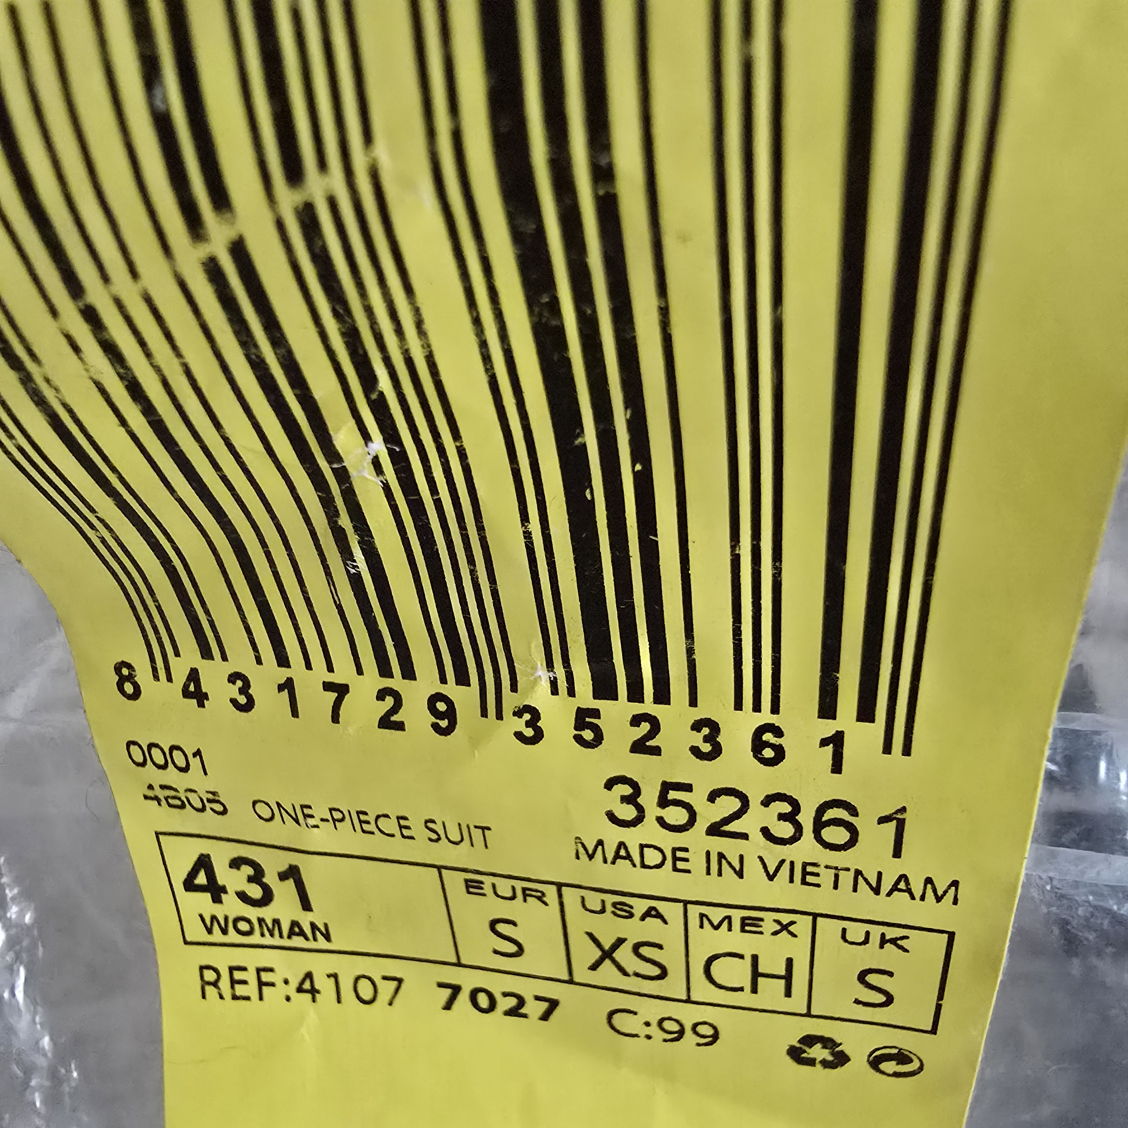 8 431729 352361
0001
4805 ONE-PIECE SUIT
352361
MADE IN VIETNAM
431 WOMAN
EUR USA MEX UK
S XS CH S
REF:4107 7027 C:99